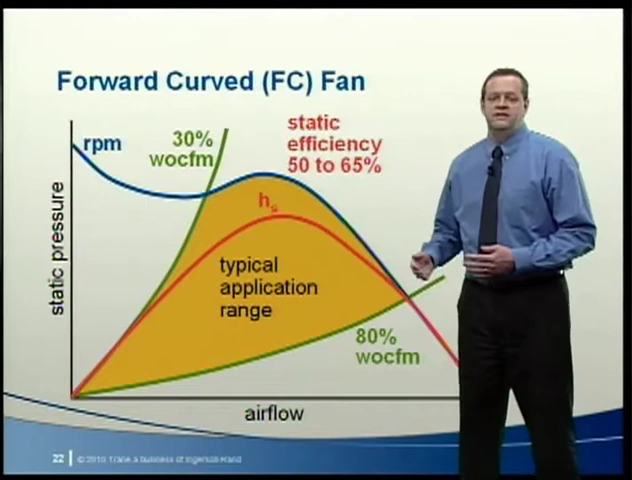 Forward Curved (FC) Fan
rpm
30%
wocfm
static
efficiency
50 to 65%
hs
static pressure
typical
application
range
80%
wocfm
airflow
22
© 2010 Trane a business of Ingersoll-Rand